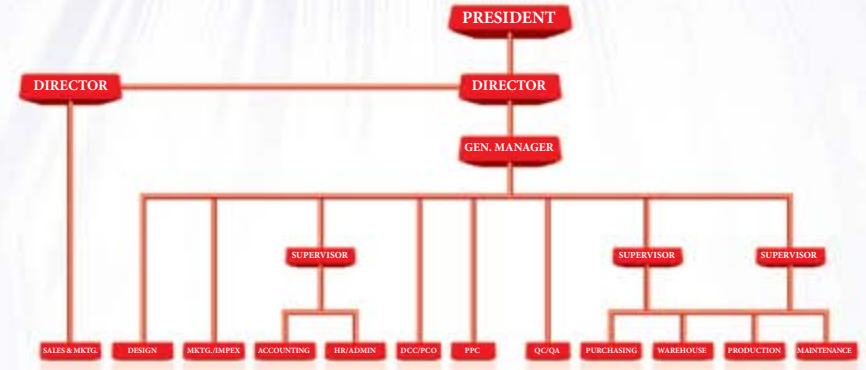 PRESIDENT
DIRECTOR
DIRECTOR
GEN. MANAGER
SUPERVISOR
SUPERVISOR
SUPERVISOR
SALES & MKTG.
DESIGN
MKTG./IMPEX
ACCOUNTING
HR/ADMIN
DCC/PCO
PPC
QC/QA
PURCHASING
WAREHOUSE
PRODUCTION
MAINTENANCE